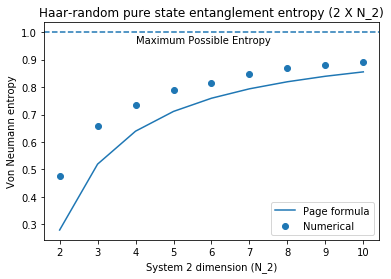 Haar-random pure state entanglement entropy (2 X N_2)
1.0
Maximum Possible Entropy
0.9
0.8
0.7
0.6
0.5
0.4
0.3
Von Neumann entropy
Page formula
Numerical
2 3 4 5 6 7 8 9 10
System 2 dimension (N_2)